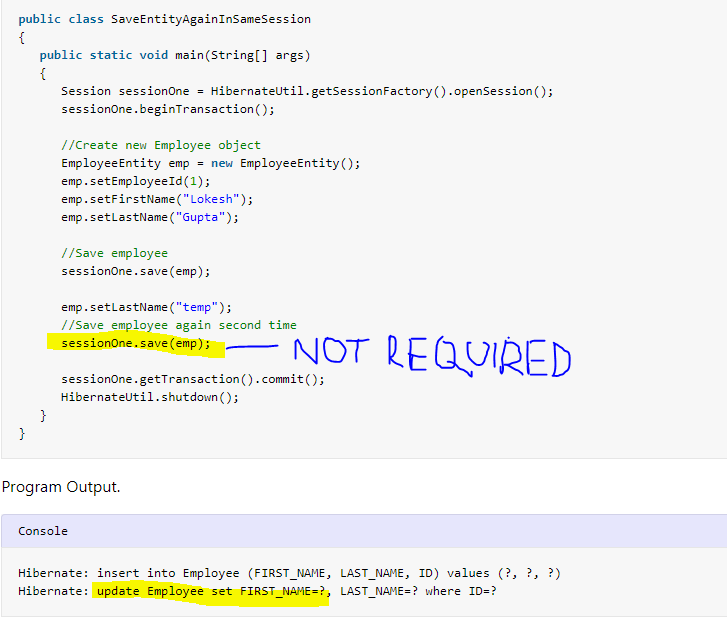 public class SaveEntityAgainInSameSession
{
public static void main(String[] args)
{
Session sessionOne = HibernateUtil.getSessionFactory().openSession();
sessionOne.beginTransaction();
//Create new Employee object
EmployeeEntity emp = new EmployeeEntity();
emp.setEmployeeId(1);
emp.setFirstName("Lokesh");
emp.setLastName("Gupta");
//Save employee
sessionOne.save(emp);
emp.setLastName("temp");
//Save employee again second time
sessionOne.save(emp); NOT REQUIRED
sessionOne.getTransaction().commit();
HibernateUtil.shutdown();
}
}
Program Output.
Console
Hibernate: insert into Employee (FIRST_NAME, LAST_NAME, ID) values (?, ?, ?)
Hibernate: update Employee set FIRST_NAME=?, LAST_NAME=? where ID=?